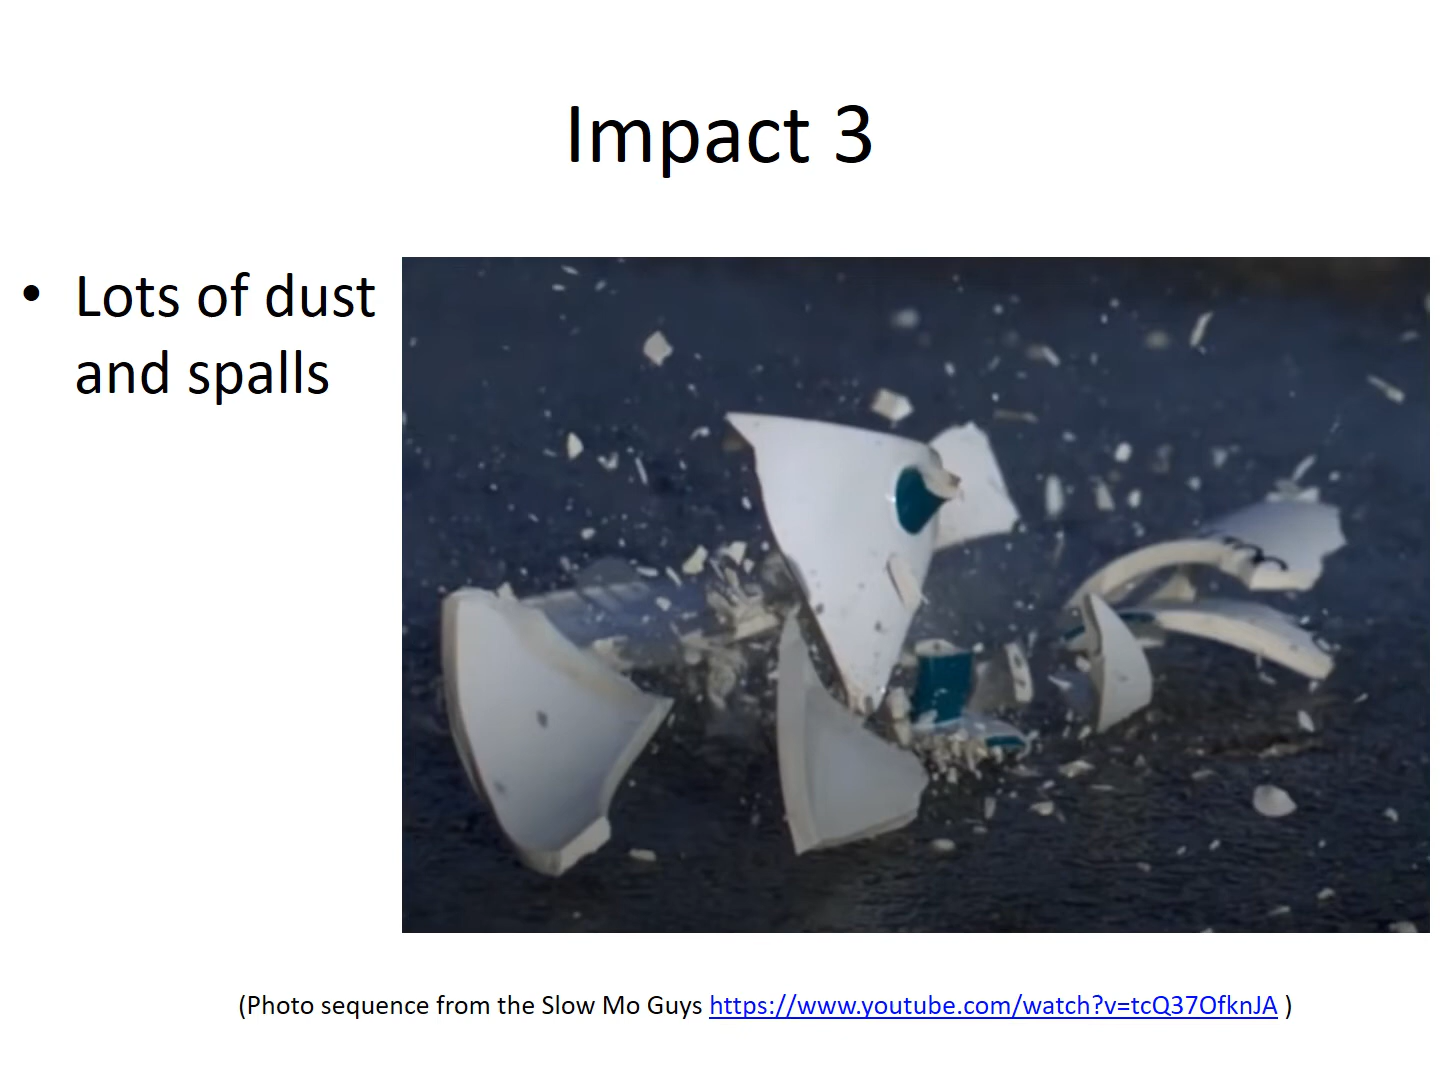 Impact 3
• Lots of dust
and spalls
(Photo sequence from the Slow Mo Guys https://www.youtube.com/watch?v=tcQ37OfknJA )